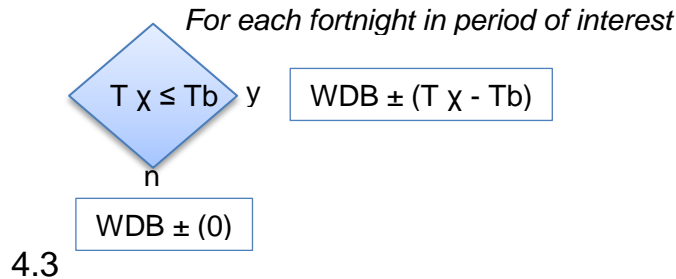 For each fortnight in period of interest
T χ ≤ Tb
y
WDB ± (T χ - Tb)
n
WDB ± (0)
4.3